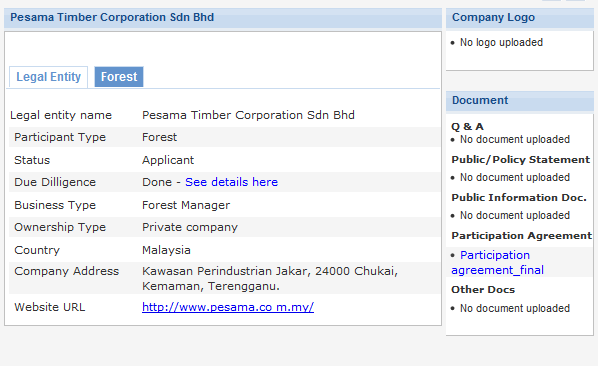 Pesama Timber Corporation Sdn Bhd
Legal Entity
Forest
Legal entity name Pesama Timber Corporation Sdn Bhd
Participant Type Forest
Status Applicant
Due Dilligence Done - See details here
Business Type Forest Manager
Ownership Type Private company
Country Malaysia
Company Address Kawasan Perindustrian Jakar, 24000 Chukai,
Kemaman, Terengganu.
Website URL http://www.pesama.co m.my/
Company Logo
• No logo uploaded
Document
Q & A
• No document uploaded
Public/Policy Statement
• No document uploaded
Public Information Doc.
• No document uploaded
Participation Agreement
• Participation
agreement_final
Other Docs
• No document uploaded